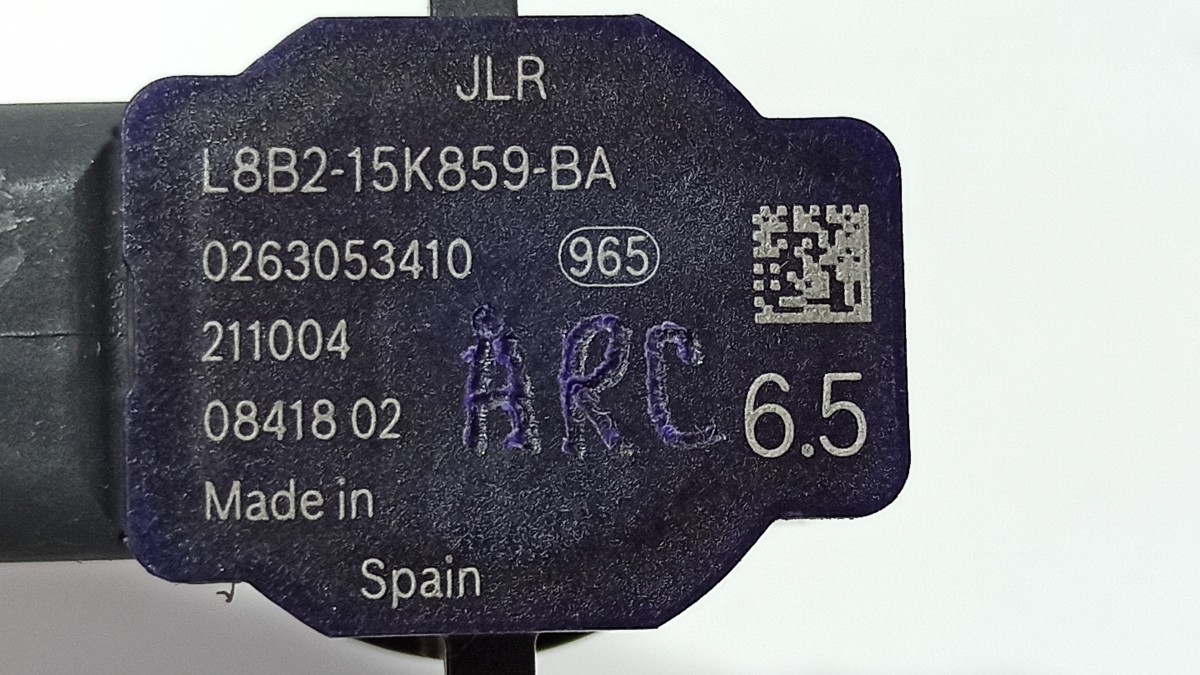 JLR
L8B2-15K859-BA
0263053410 965
211004
08418 02
ARC
6.5
Made in
Spain